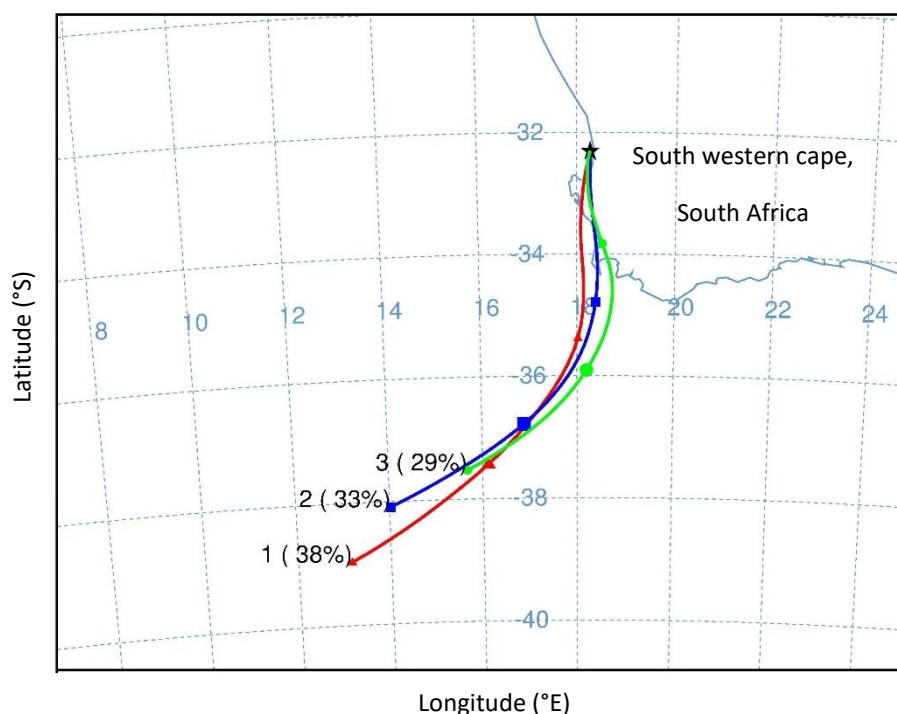 -32
South western cape,
South Africa
-34
8
10
12
14
16
18
20
22
24
-36
3 ( 29%)
2 ( 33%)
-38
1 ( 38%)
-40
Latitude (°S)
Longitude (°E)